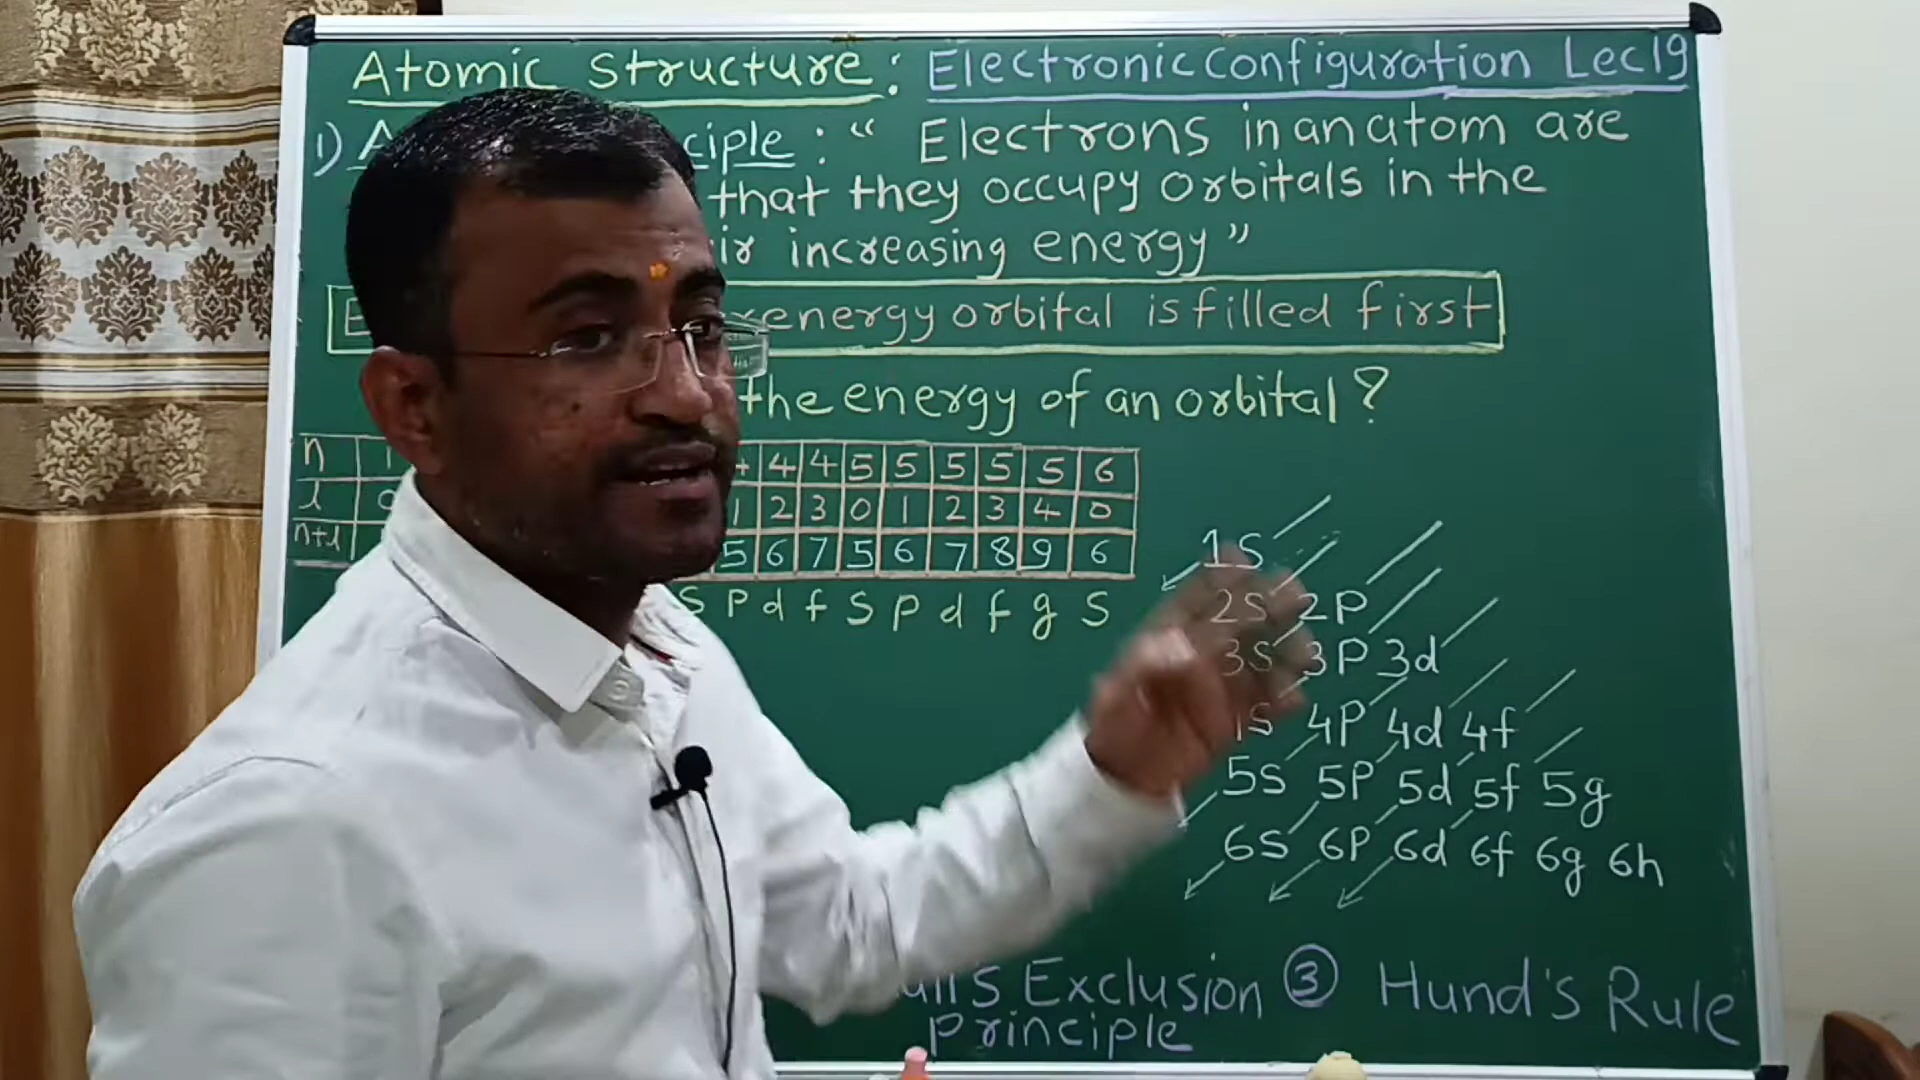 Atomic structure: Electronic configuration Lec19
1) ciple : " Electrons in an atom are
that they occupy orbitals in the
ir increasing energy"
energy orbital is filled first
the energy of an orbital?
n 1 4 4 5 5 5 5 5 6
l 0 1 2 3 0 1 2 3 4 0
n+l 5 6 7 5 6 7 8 9 6
S P d f S P d f g S
1S
2S 2P
3S 3P 3d
S 4P 4d 4f
5S 5P 5d 5f 5g
6S 6P 6d 6f 6g 6h
Exclusion ③ Hund's Rule
principle